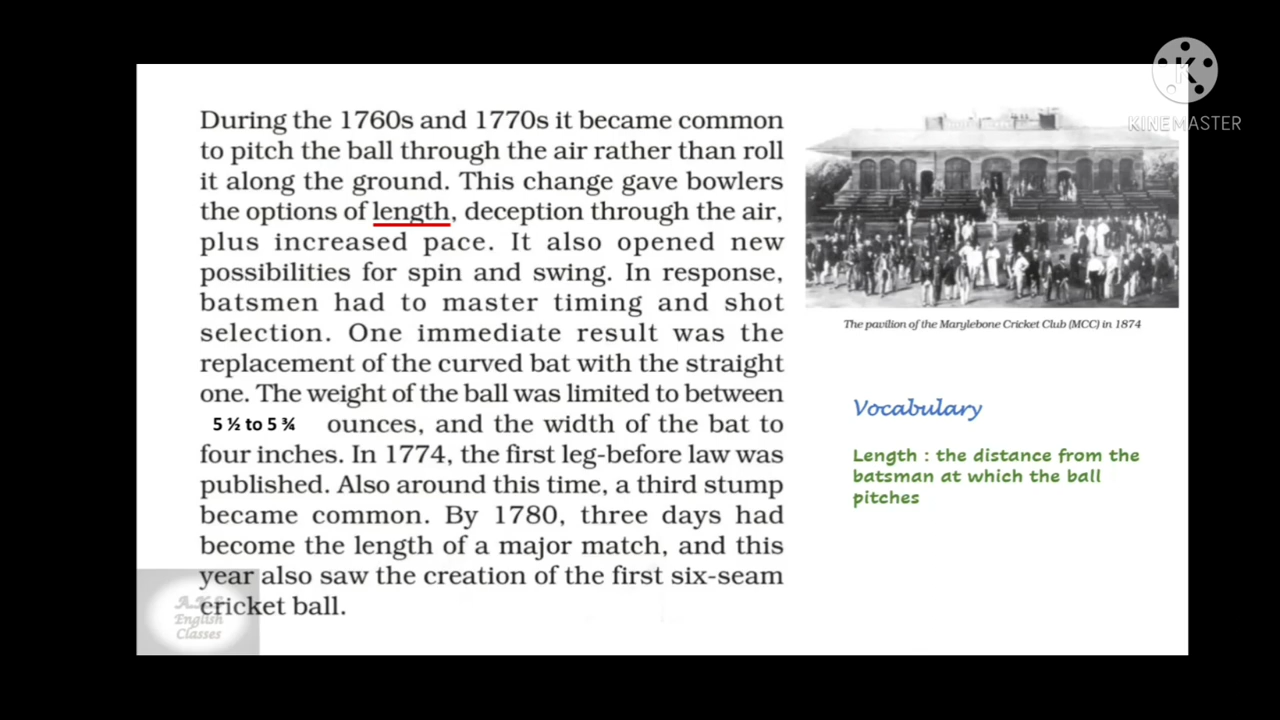 During the 1760s and 1770s it became common
to pitch the ball through the air rather than roll
it along the ground. This change gave bowlers
the options of length, deception through the air,
plus increased pace. It also opened new
possibilities for spin and swing. In response,
batsmen had to master timing and shot
selection. One immediate result was the
replacement of the curved bat with the straight
one. The weight of the ball was limited to between
5 ½ to 5 ¾ ounces, and the width of the bat to
four inches. In 1774, the first leg-before law was
published. Also around this time, a third stump
became common. By 1780, three days had
become the length of a major match, and this
year also saw the creation of the first six-seam
cricket ball.
K
KINEMASTER
The pavilion of the Marylebone Cricket Club (MCC) in 1874
Vocabulary
Length : the distance from the
batsman at which the ball
pitches
English
Classes